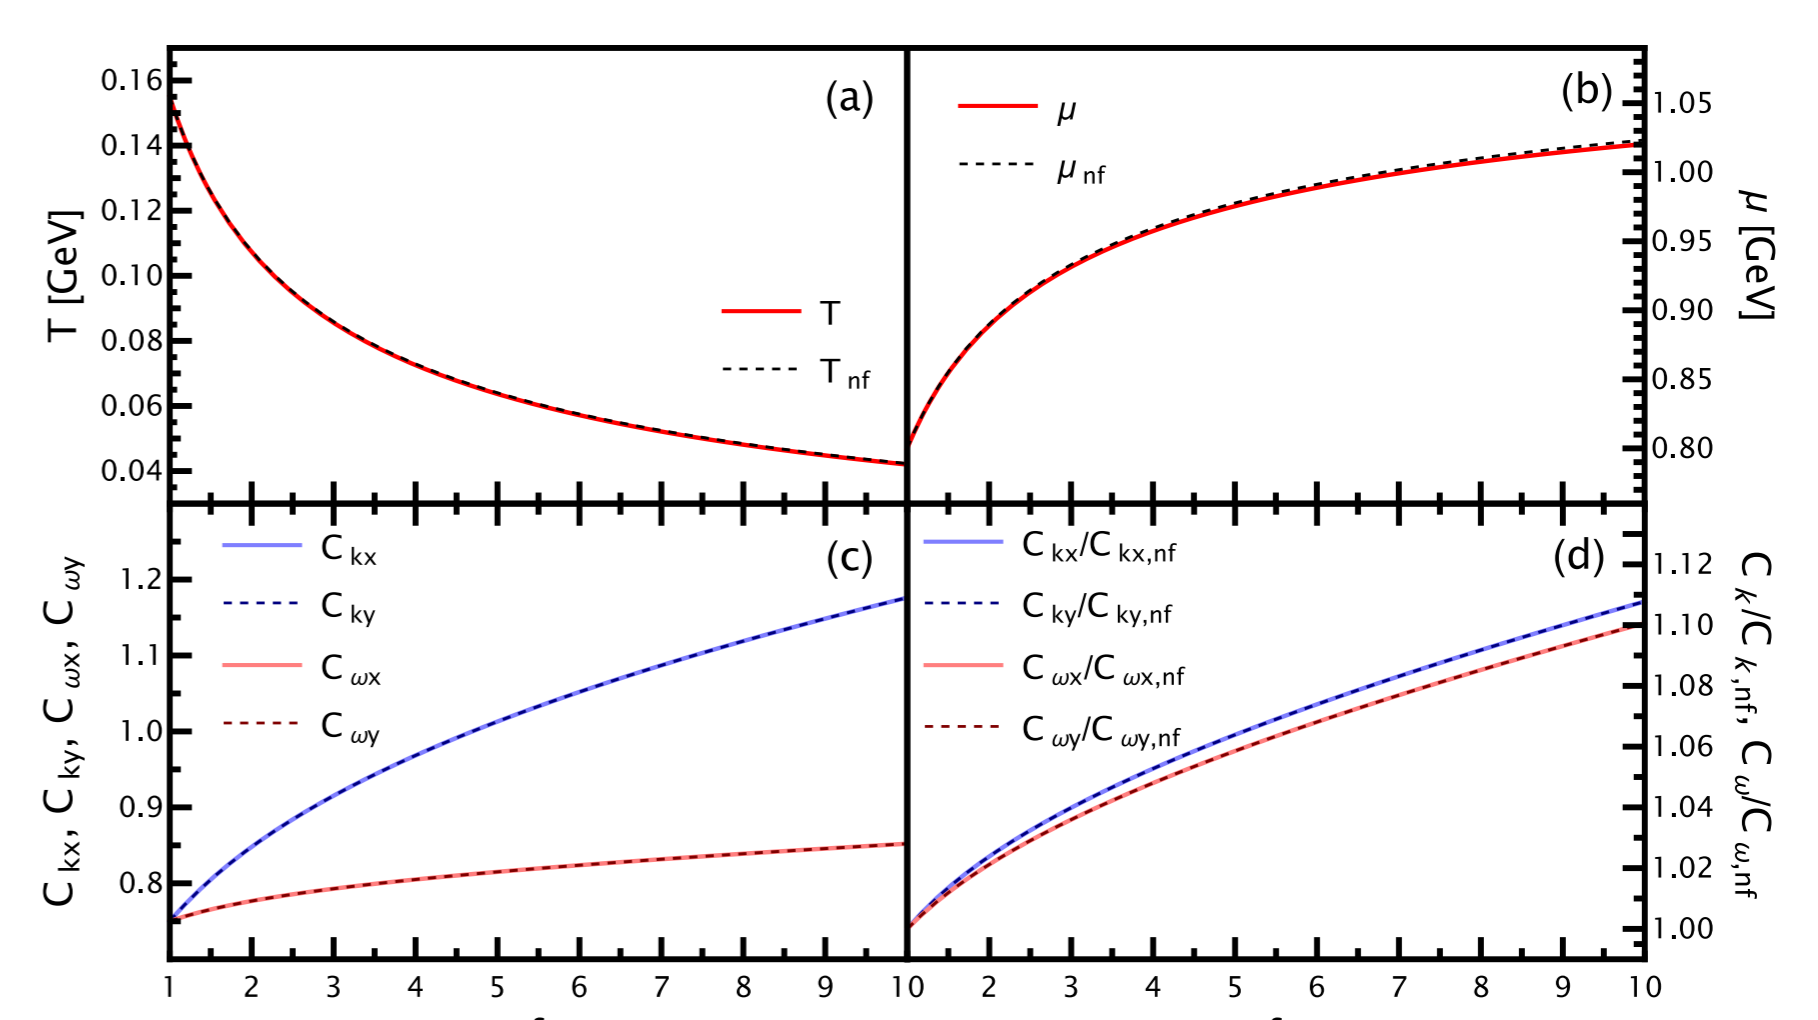 (a)
T [GeV]
0.16
0.14
0.12
0.10
0.08
0.06
0.04
T
T nf
(b)
μ
μ nf
1.05
1.00
0.95
0.90
0.85
0.80
μ [GeV]
(c)
C kx, C ky, C ωx, C ωy
1.2
1.1
1.0
0.9
0.8
C kx
C ky
C ωx
C ωy
(d)
C kx/C kx,nf
C ky/C ky,nf
C ωx/C ωx,nf
C ωy/C ωy,nf
1.12
1.10
1.08
1.06
1.04
1.02
1.00
C k/C k,nf, C ω/C ω,nf
1 2 3 4 5 6 7 8 9 10 2 3 4 5 6 7 8 9 10